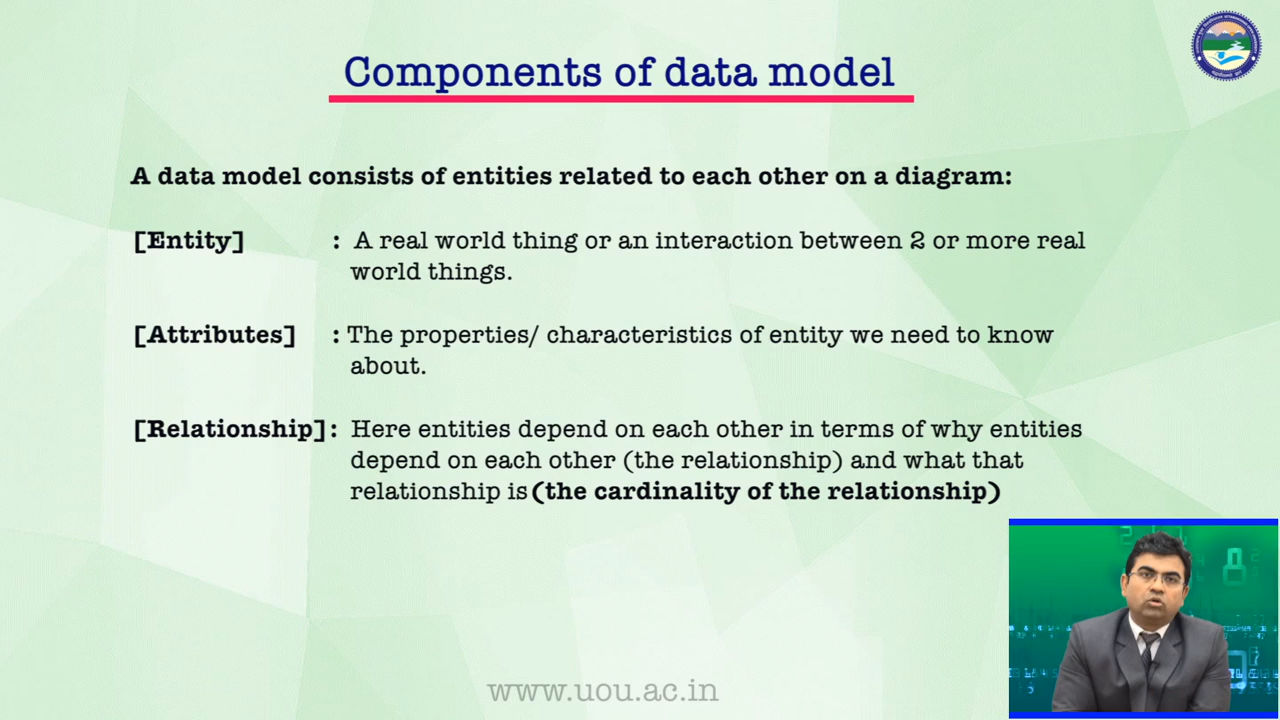 Components of data model
A data model consists of entities related to each other on a diagram:
[Entity] : A real world thing or an interaction between 2 or more real
world things.
[Attributes] : The properties/ characteristics of entity we need to know
about.
[Relationship]: Here entities depend on each other in terms of why entities
depend on each other (the relationship) and what that
relationship is (the cardinality of the relationship)
www.uou.ac.in